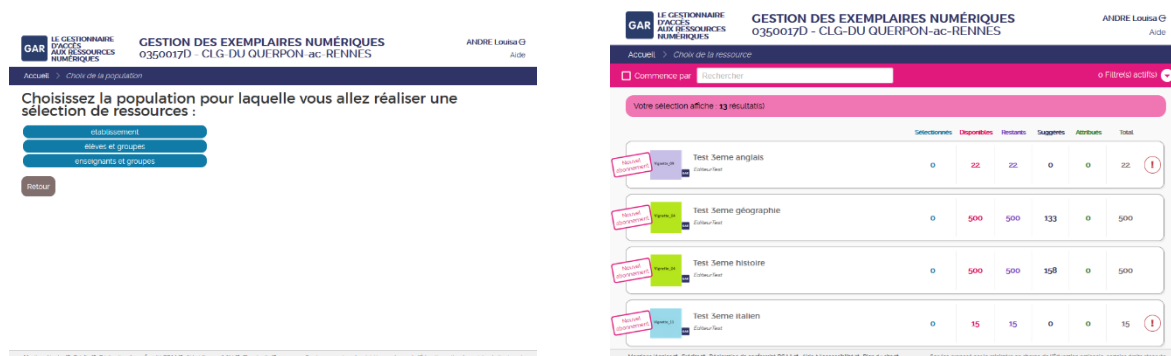 GAR
LE GESTIONNAIRE
D'ACCÈS
AUX RESSOURCES
NUMÉRIQUES
GESTION DES EXEMPLAIRES NUMÉRIQUES
0350017D - CLG-DU QUERPON-ac-RENNES
ANDRE Louisa
Aide
Accueil > Choix de la population
Choisissez la population pour laquelle vous allez réaliser une
sélection de ressources :
etablissement
élèves et groupes
enseignants et groupes
Retour
GAR
LE GESTIONNAIRE
D'ACCÈS
AUX RESSOURCES
NUMÉRIQUES
GESTION DES EXEMPLAIRES NUMÉRIQUES
0350017D - CLG-DU QUERPON-ac-RENNES
ANDRE Louisa
Aide
Accueil > Choix de la ressource
Commence par Rechercher 0 Filtre(s) actif(s)
Votre sélection affiche : 13 résultat(s)
Sélectionnés Disponibles Restants Suggérés Attribués Total
Nouvel abonnement
Test 3eme anglais
EditeurTest
GAR
0 22 22 0 0 22 !
Nouvel abonnement
Test 3eme géographie
EditeurTest
GAR
0 500 500 133 0 500
Nouvel abonnement
Test 3eme histoire
EditeurTest
GAR
0 500 500 158 0 500
Nouvel abonnement
Test 3eme italien
EditeurTest
GAR
0 15 15 0 0 15 !